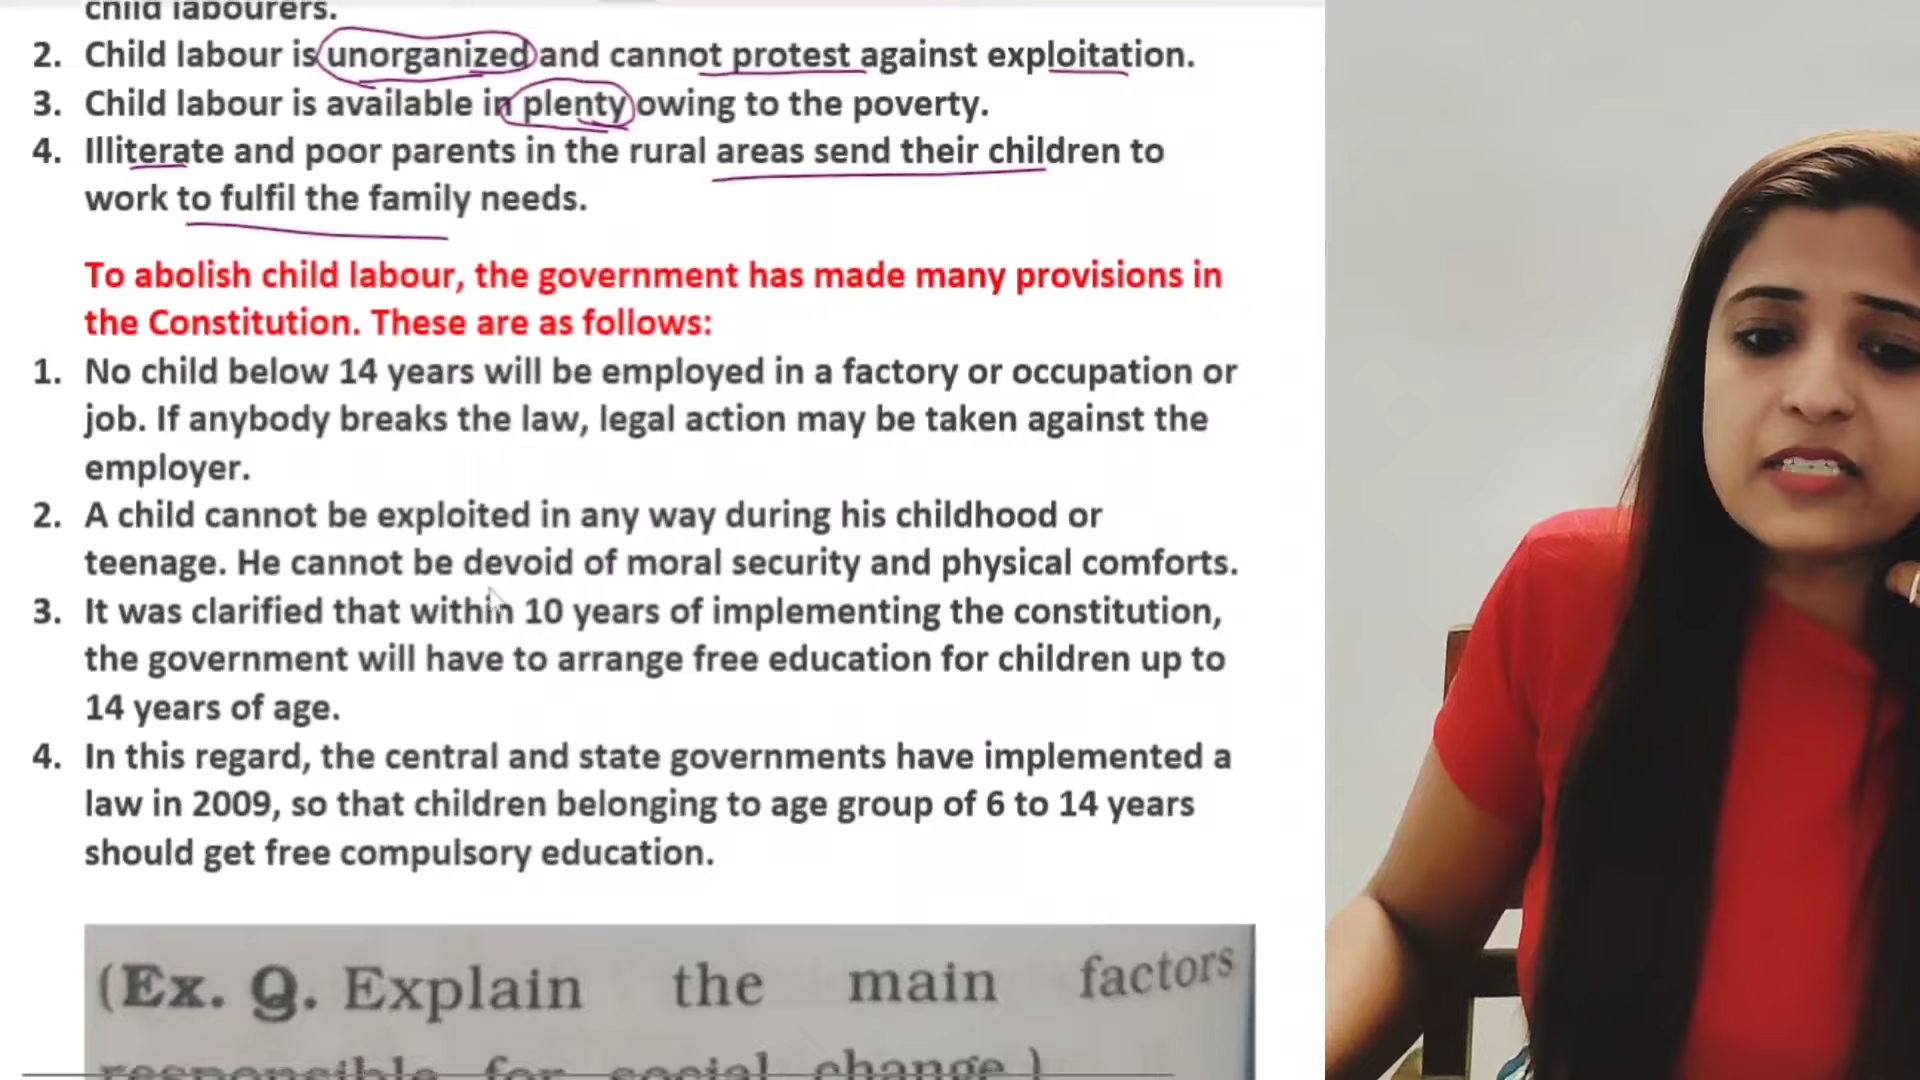 child labourers.
2. Child labour is unorganized and cannot protest against exploitation.
3. Child labour is available in plenty owing to the poverty.
4. Illiterate and poor parents in the rural areas send their children to
work to fulfil the family needs.
To abolish child labour, the government has made many provisions in
the Constitution. These are as follows:
1. No child below 14 years will be employed in a factory or occupation or
job. If anybody breaks the law, legal action may be taken against the
employer.
2. A child cannot be exploited in any way during his childhood or
teenage. He cannot be devoid of moral security and physical comforts.
3. It was clarified that within 10 years of implementing the constitution,
the government will have to arrange free education for children up to
14 years of age.
4. In this regard, the central and state governments have implemented a
law in 2009, so that children belonging to age group of 6 to 14 years
should get free compulsory education.
(Ex. Q. Explain the main factors
responsible for social change.)